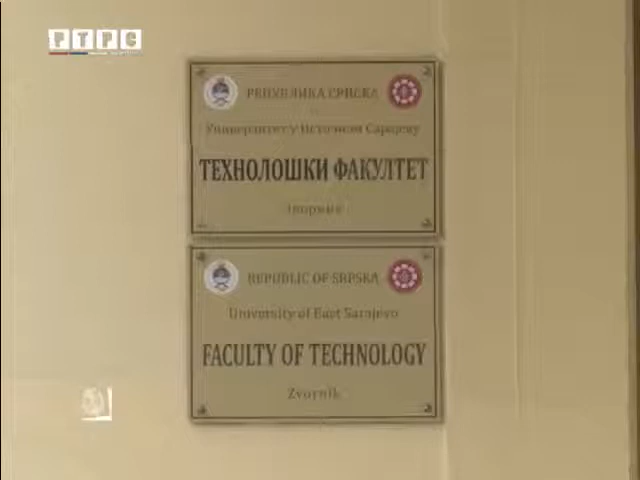 РТРС
РЕПУБЛИКА СРПСКА
Универзитет у Источном Сарајеву
ТЕХНОЛОШКИ ФАКУЛТЕТ
Зворник
REPUBLIC OF SRPSKA
University of East Sarajevo
FACULTY OF TECHNOLOGY
Zvornik